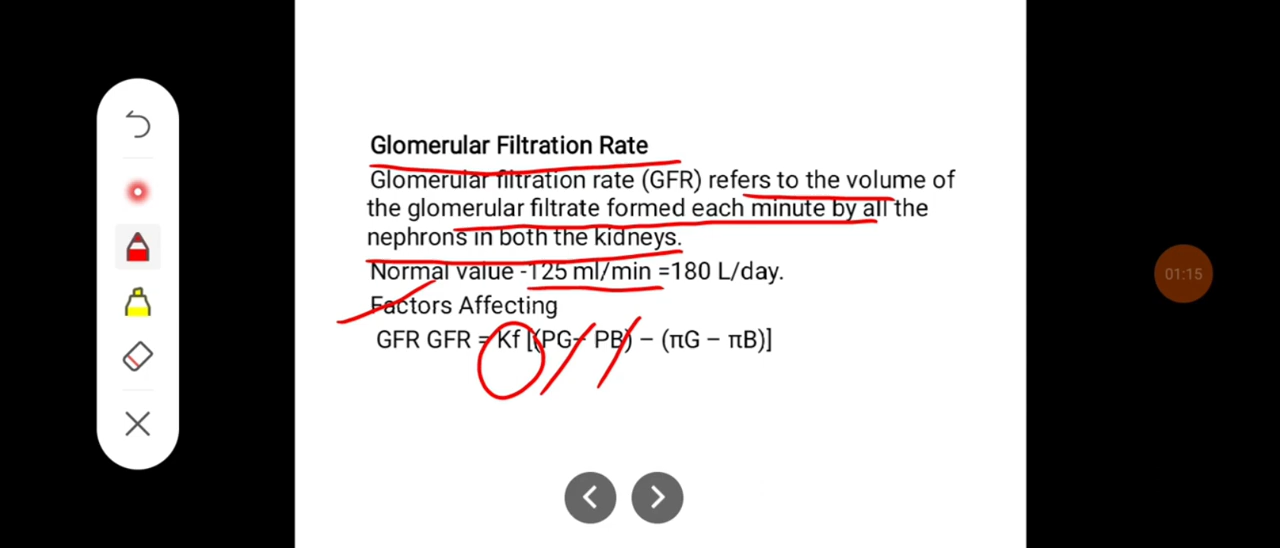 Glomerular Filtration Rate
Glomerular filtration rate (GFR) refers to the volume of
the glomerular filtrate formed each minute by all the
nephrons in both the kidneys.
Normal value -125 ml/min =180 L/day.
Factors Affecting
GFR GFR = Kf [(PG– PB) – (πG – πB)]
01:15